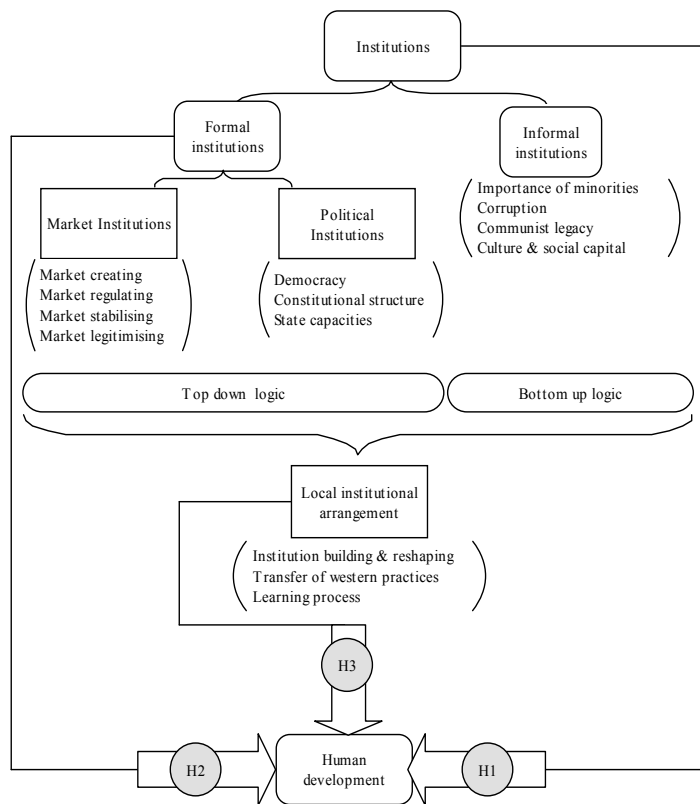 Institutions
Formal
institutions
Informal
institutions
Market Institutions
Political
Institutions
Importance of minorities
Corruption
Communist legacy
Culture & social capital
Market creating
Market regulating
Market stabilising
Market legitimising
Democracy
Constitutional structure
State capacities
Top down logic
Bottom up logic
Local institutional
arrangement
Institution building & reshaping
Transfer of western practices
Learning process
H3
H2
Human
development
H1